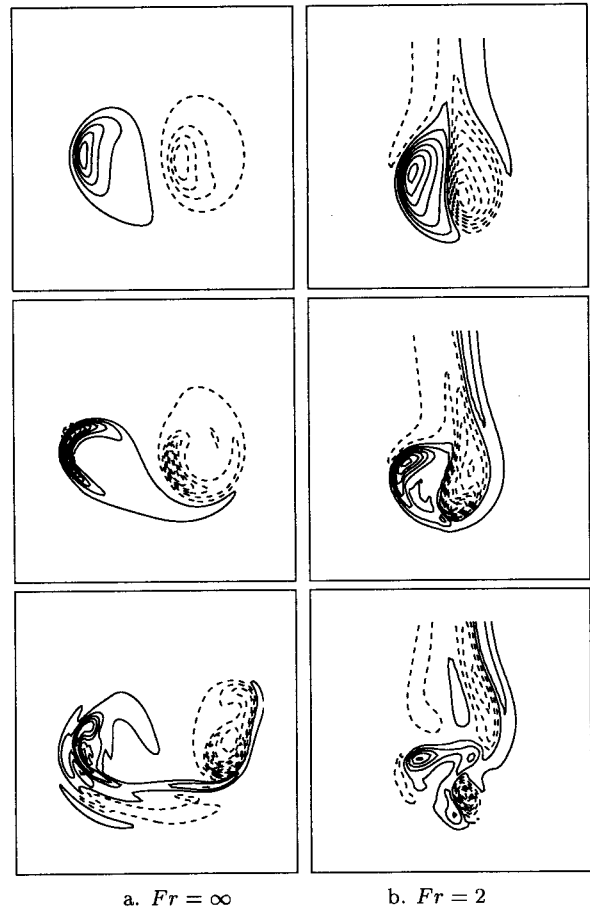 a. Fr = ∞
b. Fr = 2